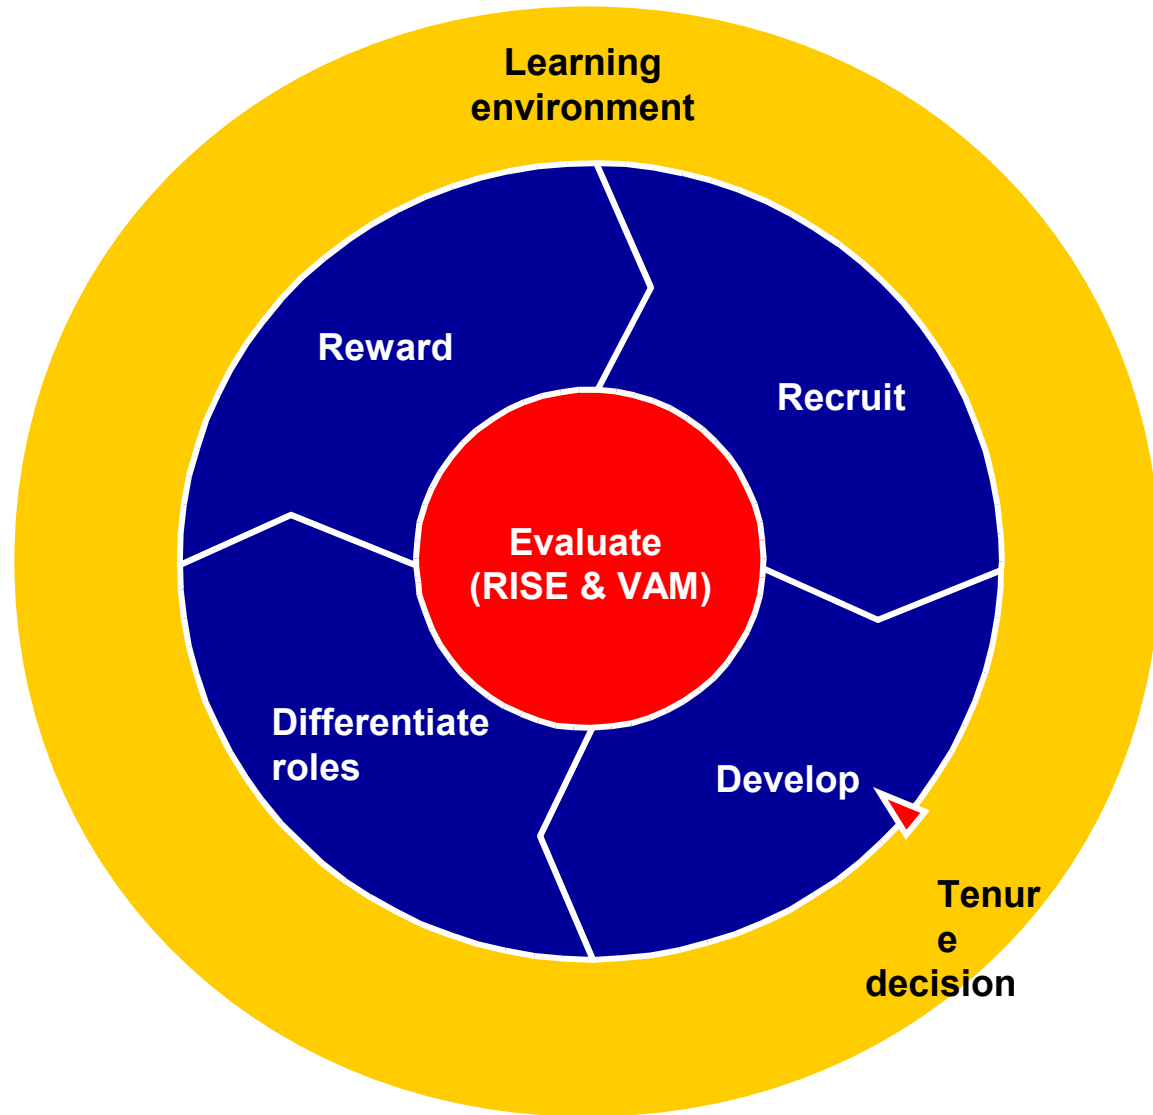 Learning
environment
Reward
Recruit
Evaluate
(RISE & VAM)
Differentiate
roles
Develop
Tenur
e
decision